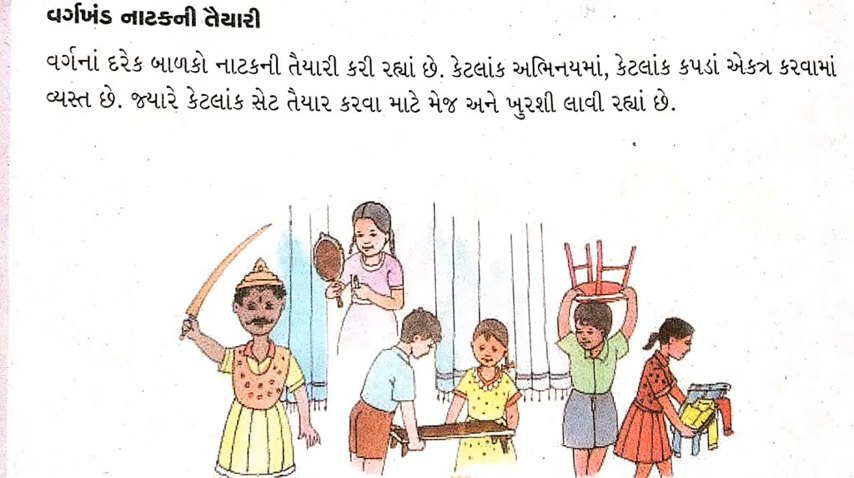 વર્ગખંડ નાટકની તૈયારી
વર્ગનાં દરેક બાળકો નાટકની તૈયારી કરી રહ્યાં છે. કેટલાંક અભિનયમાં, કેટલાંક કપડાં એકત્ર કરવામાં
વ્યસ્ત છે. જ્યારે કેટલાંક સેટ તૈયાર કરવા માટે મેજ અને ખુરશી લાવી રહ્યાં છે.